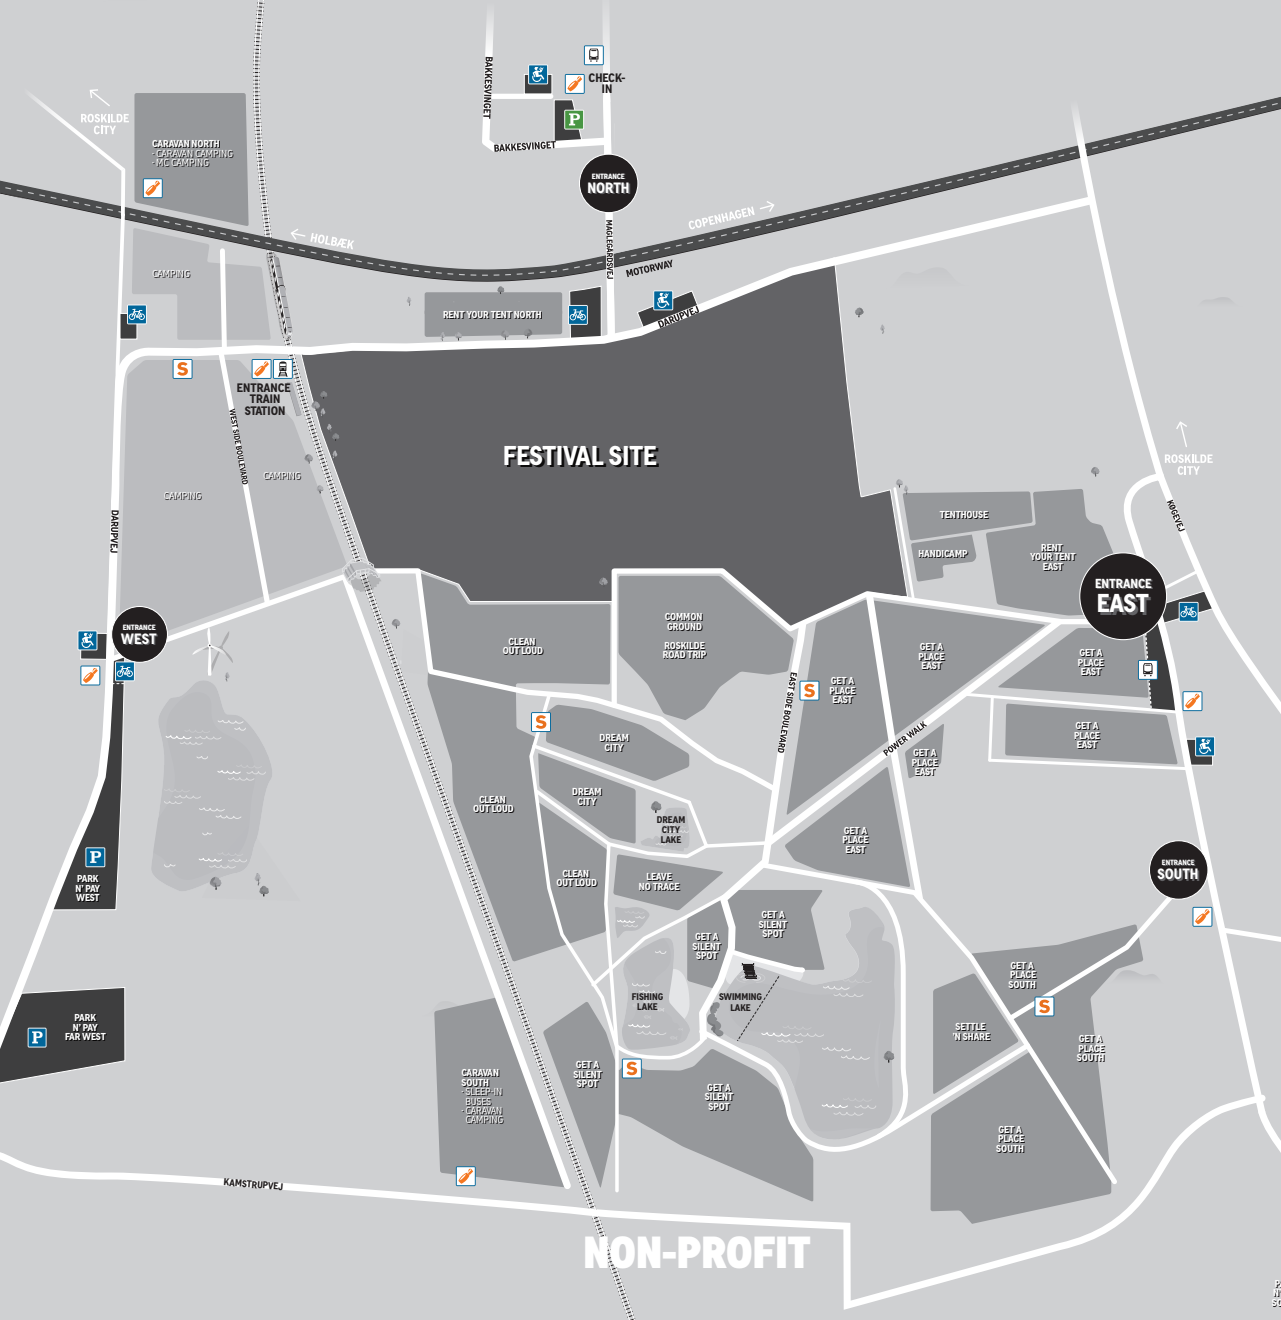 BAKKESVINGET
CHECK-
IN
P
BAKKESVINGET
ROSKILDE
CITY
CARAVAN NORTH
- CARAVAN CAMPING
- MC CAMPING
ENTRANCE
NORTH
MAGLEGÅRDSVEJ
← HOLBÆK
COPENHAGEN →
MOTORWAY
CAMPING
RENT YOUR TENT NORTH
DARUPVEJ
S
ENTRANCE
TRAIN
STATION
WEST SIDE BOULEVARD
CAMPING
CAMPING
FESTIVAL SITE
ROSKILDE
CITY
KØGEVEJ
DARUPVEJ
TENTHOUSE
HANDICAMP
RENT
YOUR TENT
EAST
ENTRANCE
EAST
ENTRANCE
WEST
CLEAN
OUT LOUD
COMMON
GROUND
ROSKILDE
ROAD TRIP
EAST SIDE BOULEVARD
S
GET A
PLACE
EAST
GET A
PLACE
EAST
GET A
PLACE
EAST
S
DREAM
CITY
POWER WALK
GET A
PLACE
EAST
GET A
PLACE
EAST
CLEAN
OUT LOUD
DREAM
CITY
DREAM
CITY
LAKE
GET A
PLACE
EAST
P
PARK
N' PAY
WEST
CLEAN
OUT LOUD
LEAVE
NO TRACE
ENTRANCE
SOUTH
GET A
SILENT
SPOT
GET A
SILENT
SPOT
FISHING
LAKE
SWIMMING
LAKE
GET A
PLACE
SOUTH
S
SETTLE
'N SHARE
GET A
PLACE
SOUTH
P
PARK
N' PAY
FAR WEST
CARAVAN
SOUTH
- SLEEP-IN
BUSES
- CARAVAN
CAMPING
GET A
SILENT
SPOT
S
GET A
SILENT
SPOT
GET A
PLACE
SOUTH
KAMSTRUPVEJ
NON-PROFIT